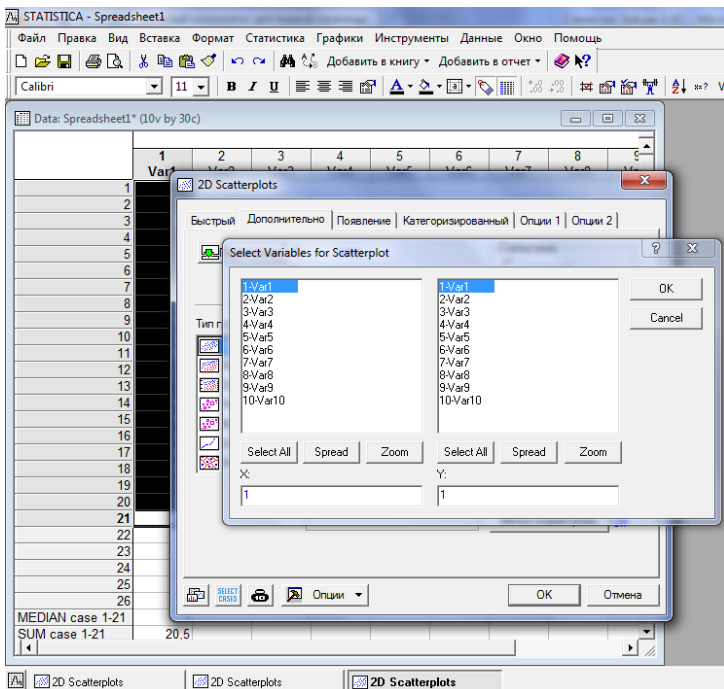 STATISTICA - Spreadsheet1
Файл Правка Вид Вставка Формат Статистика Графики Инструменты Данные Окно Помощь
Добавить в книгу Добавить в отчет
Calibri 11 B I U
Data: Spreadsheet1* (10v by 30c)
1 2 3 4 5 6 7 8 9
2D Scatterplots
Быстрый Дополнительно Появление Категоризированный Опции 1 Опции 2
Select Variables for Scatterplot
1-Var1 1-Var1 OK
2-Var2 2-Var2
3-Var3 3-Var3 Cancel
4-Var4 4-Var4
5-Var5 5-Var5
6-Var6 6-Var6
7-Var7 7-Var7
8-Var8 8-Var8
9-Var9 9-Var9
10-Var10 10-Var10
Select All Spread Zoom Select All Spread Zoom
X: Y:
1 1
Тип
1
2
3
4
5
6
7
8
9
10
11
12
13
14
15
16
17
18
19
20
21
22
23
24
25
26
SELECT CASES Опции OK Отмена
MEDIAN case 1-21
SUM case 1-21 20,5
2D Scatterplots 2D Scatterplots 2D Scatterplots